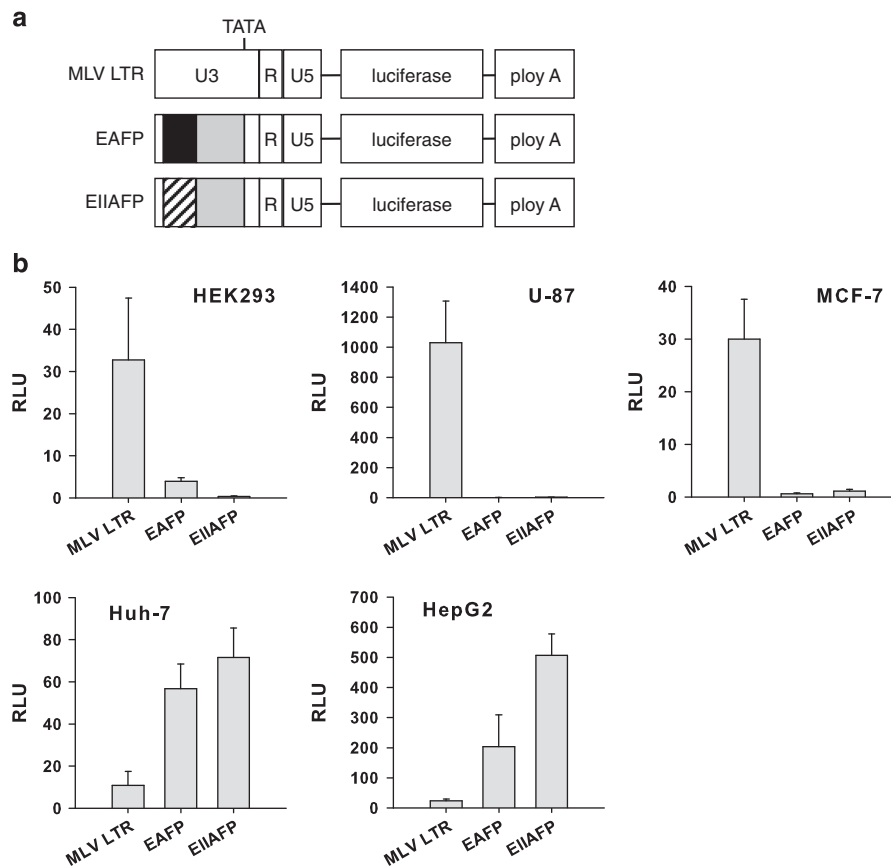 a
TATA
MLV LTR U3 R U5 luciferase ploy A
EAFP R U5 luciferase ploy A
EIIAFP R U5 luciferase ploy A
b
HEK293
RLU
50
40
30
20
10
0
MLV LTR EAFP EIIAFP
U-87
RLU
1400
1200
1000
800
600
400
200
0
MLV LTR EAFP EIIAFP
MCF-7
RLU
40
30
20
10
0
MLV LTR EAFP EIIAFP
Huh-7
RLU
100
80
60
40
20
0
MLV LTR EAFP EIIAFP
HepG2
RLU
700
600
500
400
300
200
100
0
MLV LTR EAFP EIIAFP